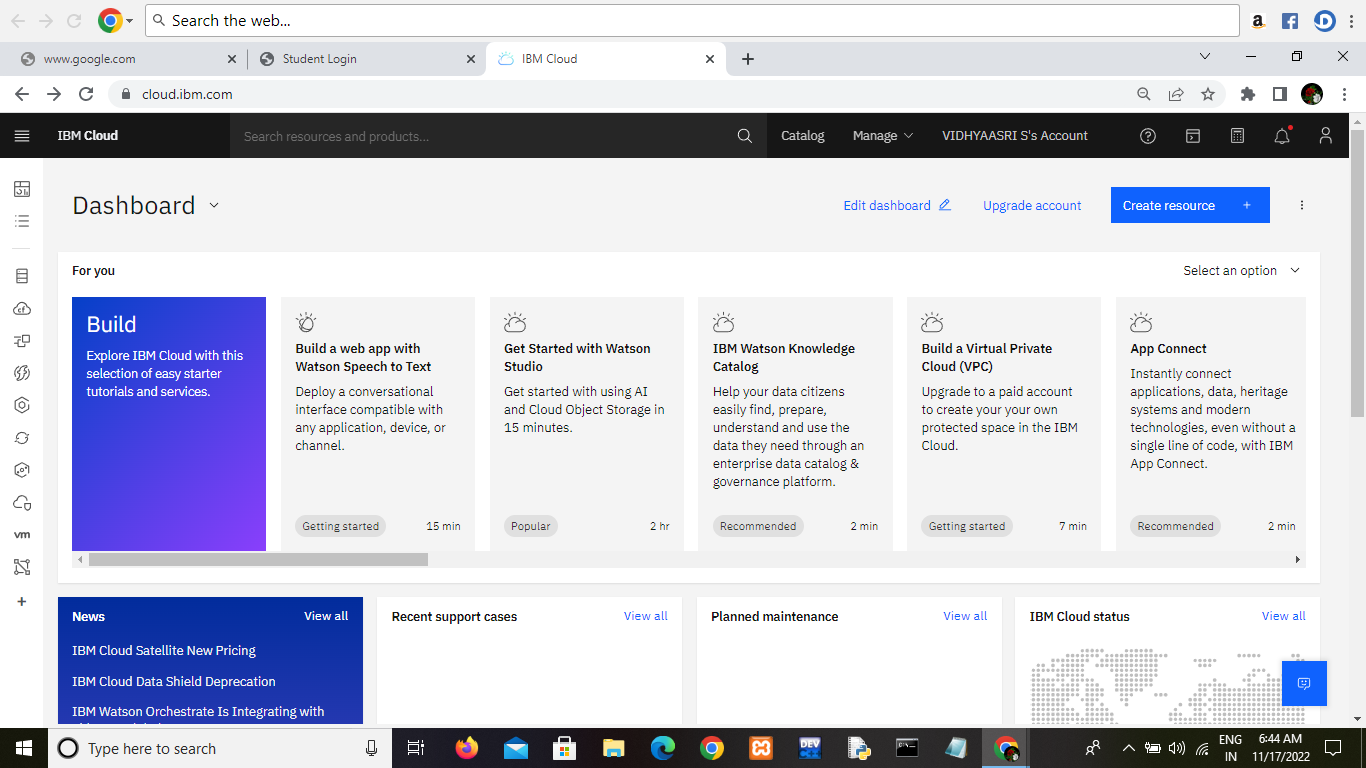 Search the web...
www.google.com
Student Login
IBM Cloud
cloud.ibm.com
IBM Cloud
Search resources and products...
Catalog
Manage
VIDHYAASRI S's Account
Dashboard
Edit dashboard
Upgrade account
Create resource +
For you
Select an option
Build
Explore IBM Cloud with this
selection of easy starter
tutorials and services.
Build a web app with
Watson Speech to Text
Deploy a conversational
interface compatible with
any application, device, or
channel.
Getting started
15 min
Get Started with Watson
Studio
Get started with using AI
and Cloud Object Storage in
15 minutes.
Popular
2 hr
IBM Watson Knowledge
Catalog
Help your data citizens
easily find, prepare,
understand and use the
data they need through an
enterprise data catalog &
governance platform.
Recommended
2 min
Build a Virtual Private
Cloud (VPC)
Upgrade to a paid account
to create your your own
protected space in the IBM
Cloud.
Getting started
7 min
App Connect
Instantly connect
applications, data, heritage
systems and modern
technologies, even without a
single line of code, with IBM
App Connect.
Recommended
2 min
vm
News
View all
IBM Cloud Satellite New Pricing
IBM Cloud Data Shield Deprecation
IBM Watson Orchestrate Is Integrating with
Recent support cases
View all
Planned maintenance
View all
IBM Cloud status
View all
Type here to search
DEV
ENG
IN
6:44 AM
11/17/2022